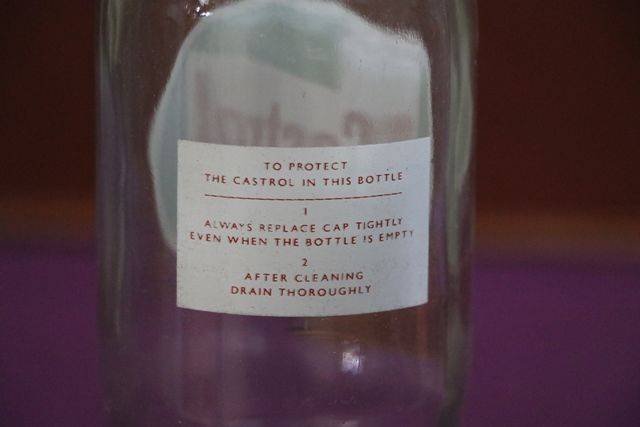 TO PROTECT
THE CASTROL IN THIS BOTTLE
1
ALWAYS REPLACE CAP TIGHTLY
EVEN WHEN THE BOTTLE IS EMPTY
2
AFTER CLEANING
DRAIN THOROUGHLY
Castrol